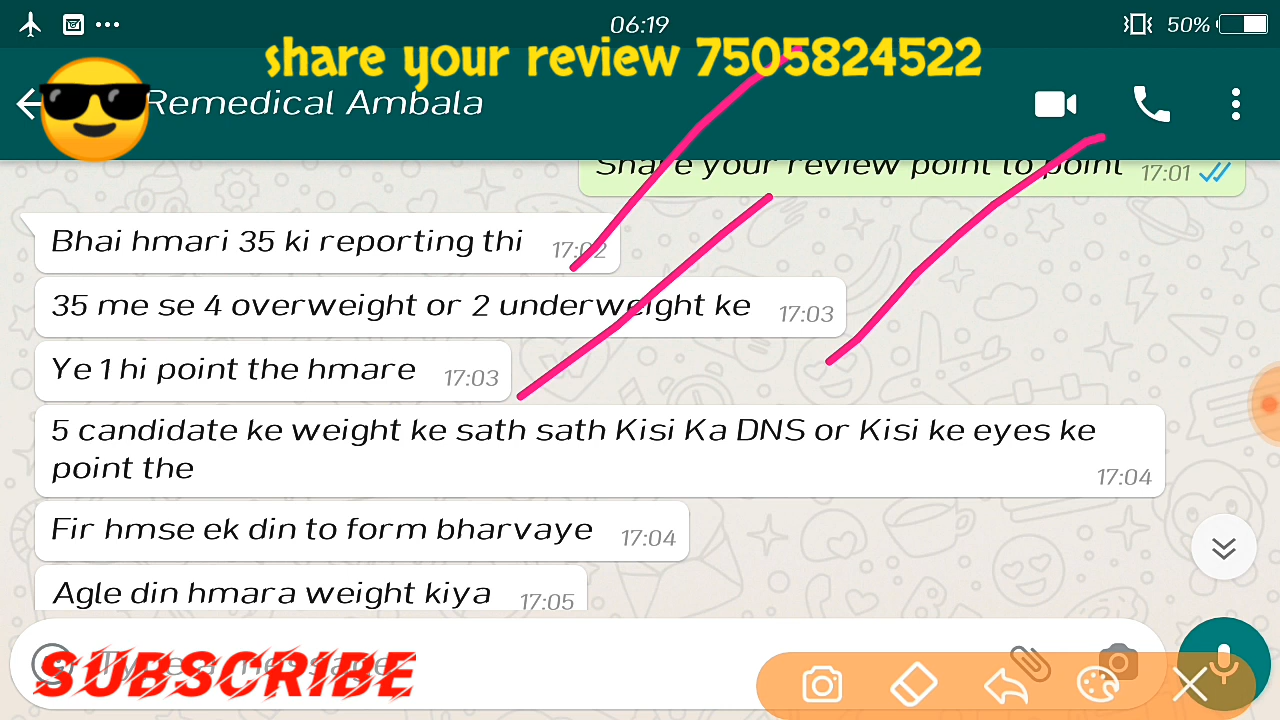 06:19
50%
share your review 7505824522
Remedical Ambala
Share your review point to point 17:01
Bhai hmari 35 ki reporting thi 17:02
35 me se 4 overweight or 2 underweight ke 17:03
Ye 1 hi point the hmare 17:03
5 candidate ke weight ke sath sath Kisi Ka DNS or Kisi ke eyes ke
point the 17:04
Fir hmse ek din to form bharvaye 17:04
Agle din hmara weight kiya 17:05
Type a message
SUBSCRIBE